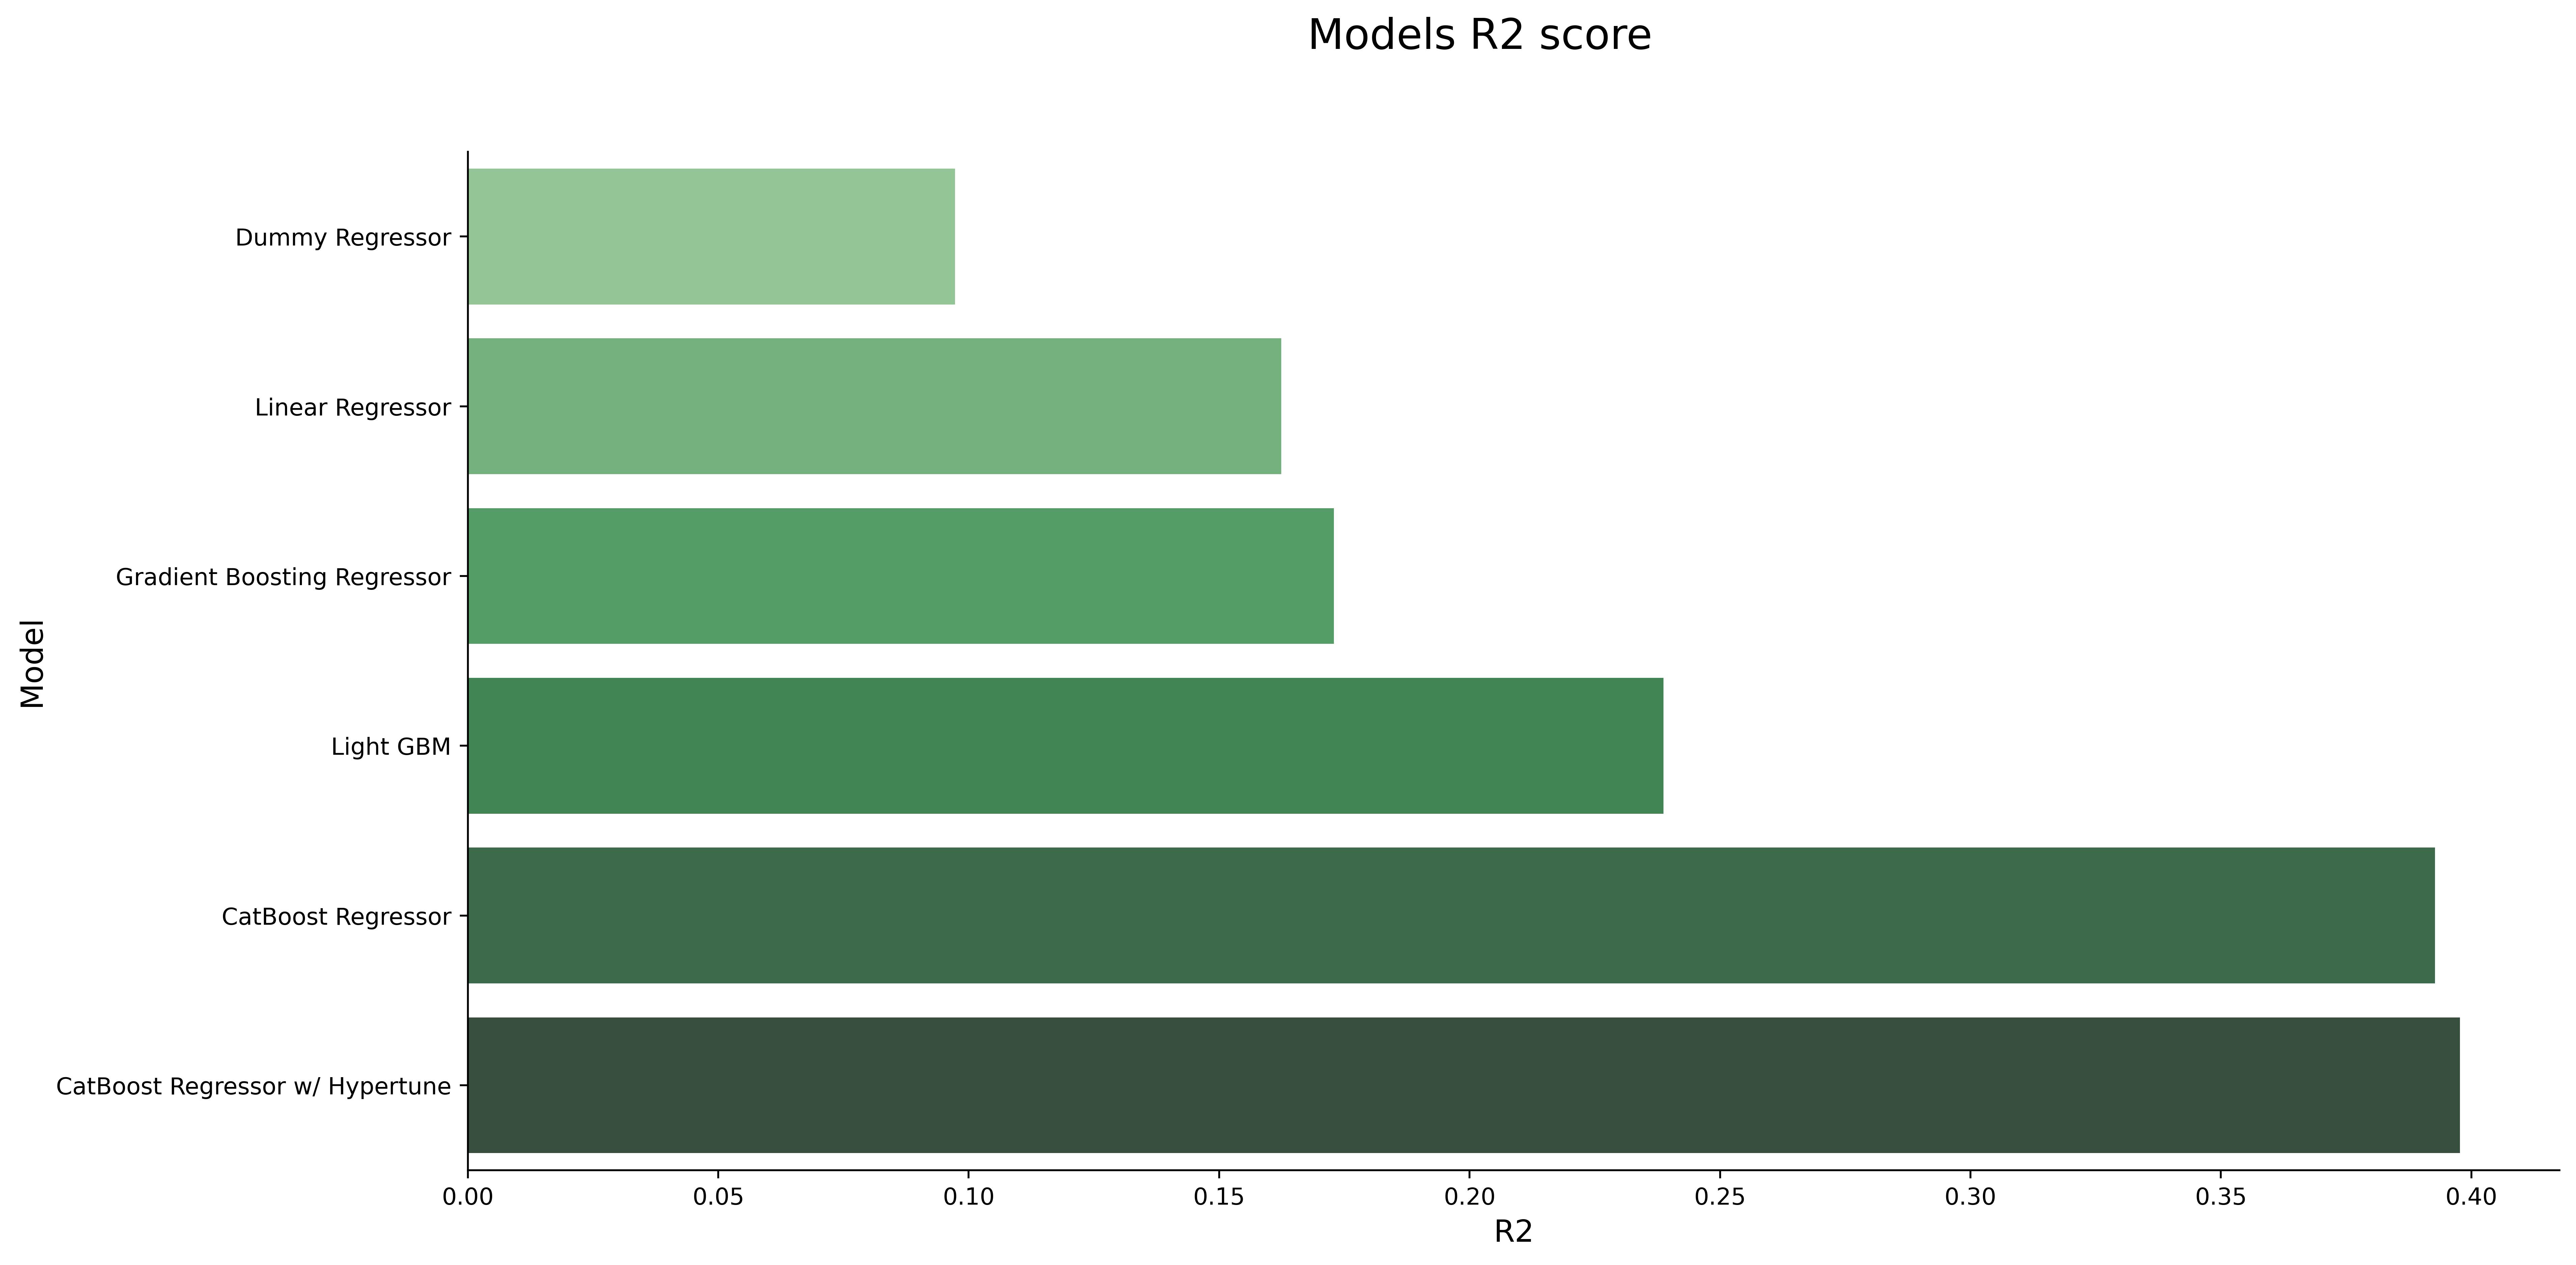 Models R2 score
Dummy Regressor
Linear Regressor
Gradient Boosting Regressor
Light GBM
CatBoost Regressor
CatBoost Regressor w/ Hypertune
Model
0.00 0.05 0.10 0.15 0.20 0.25 0.30 0.35 0.40
R2